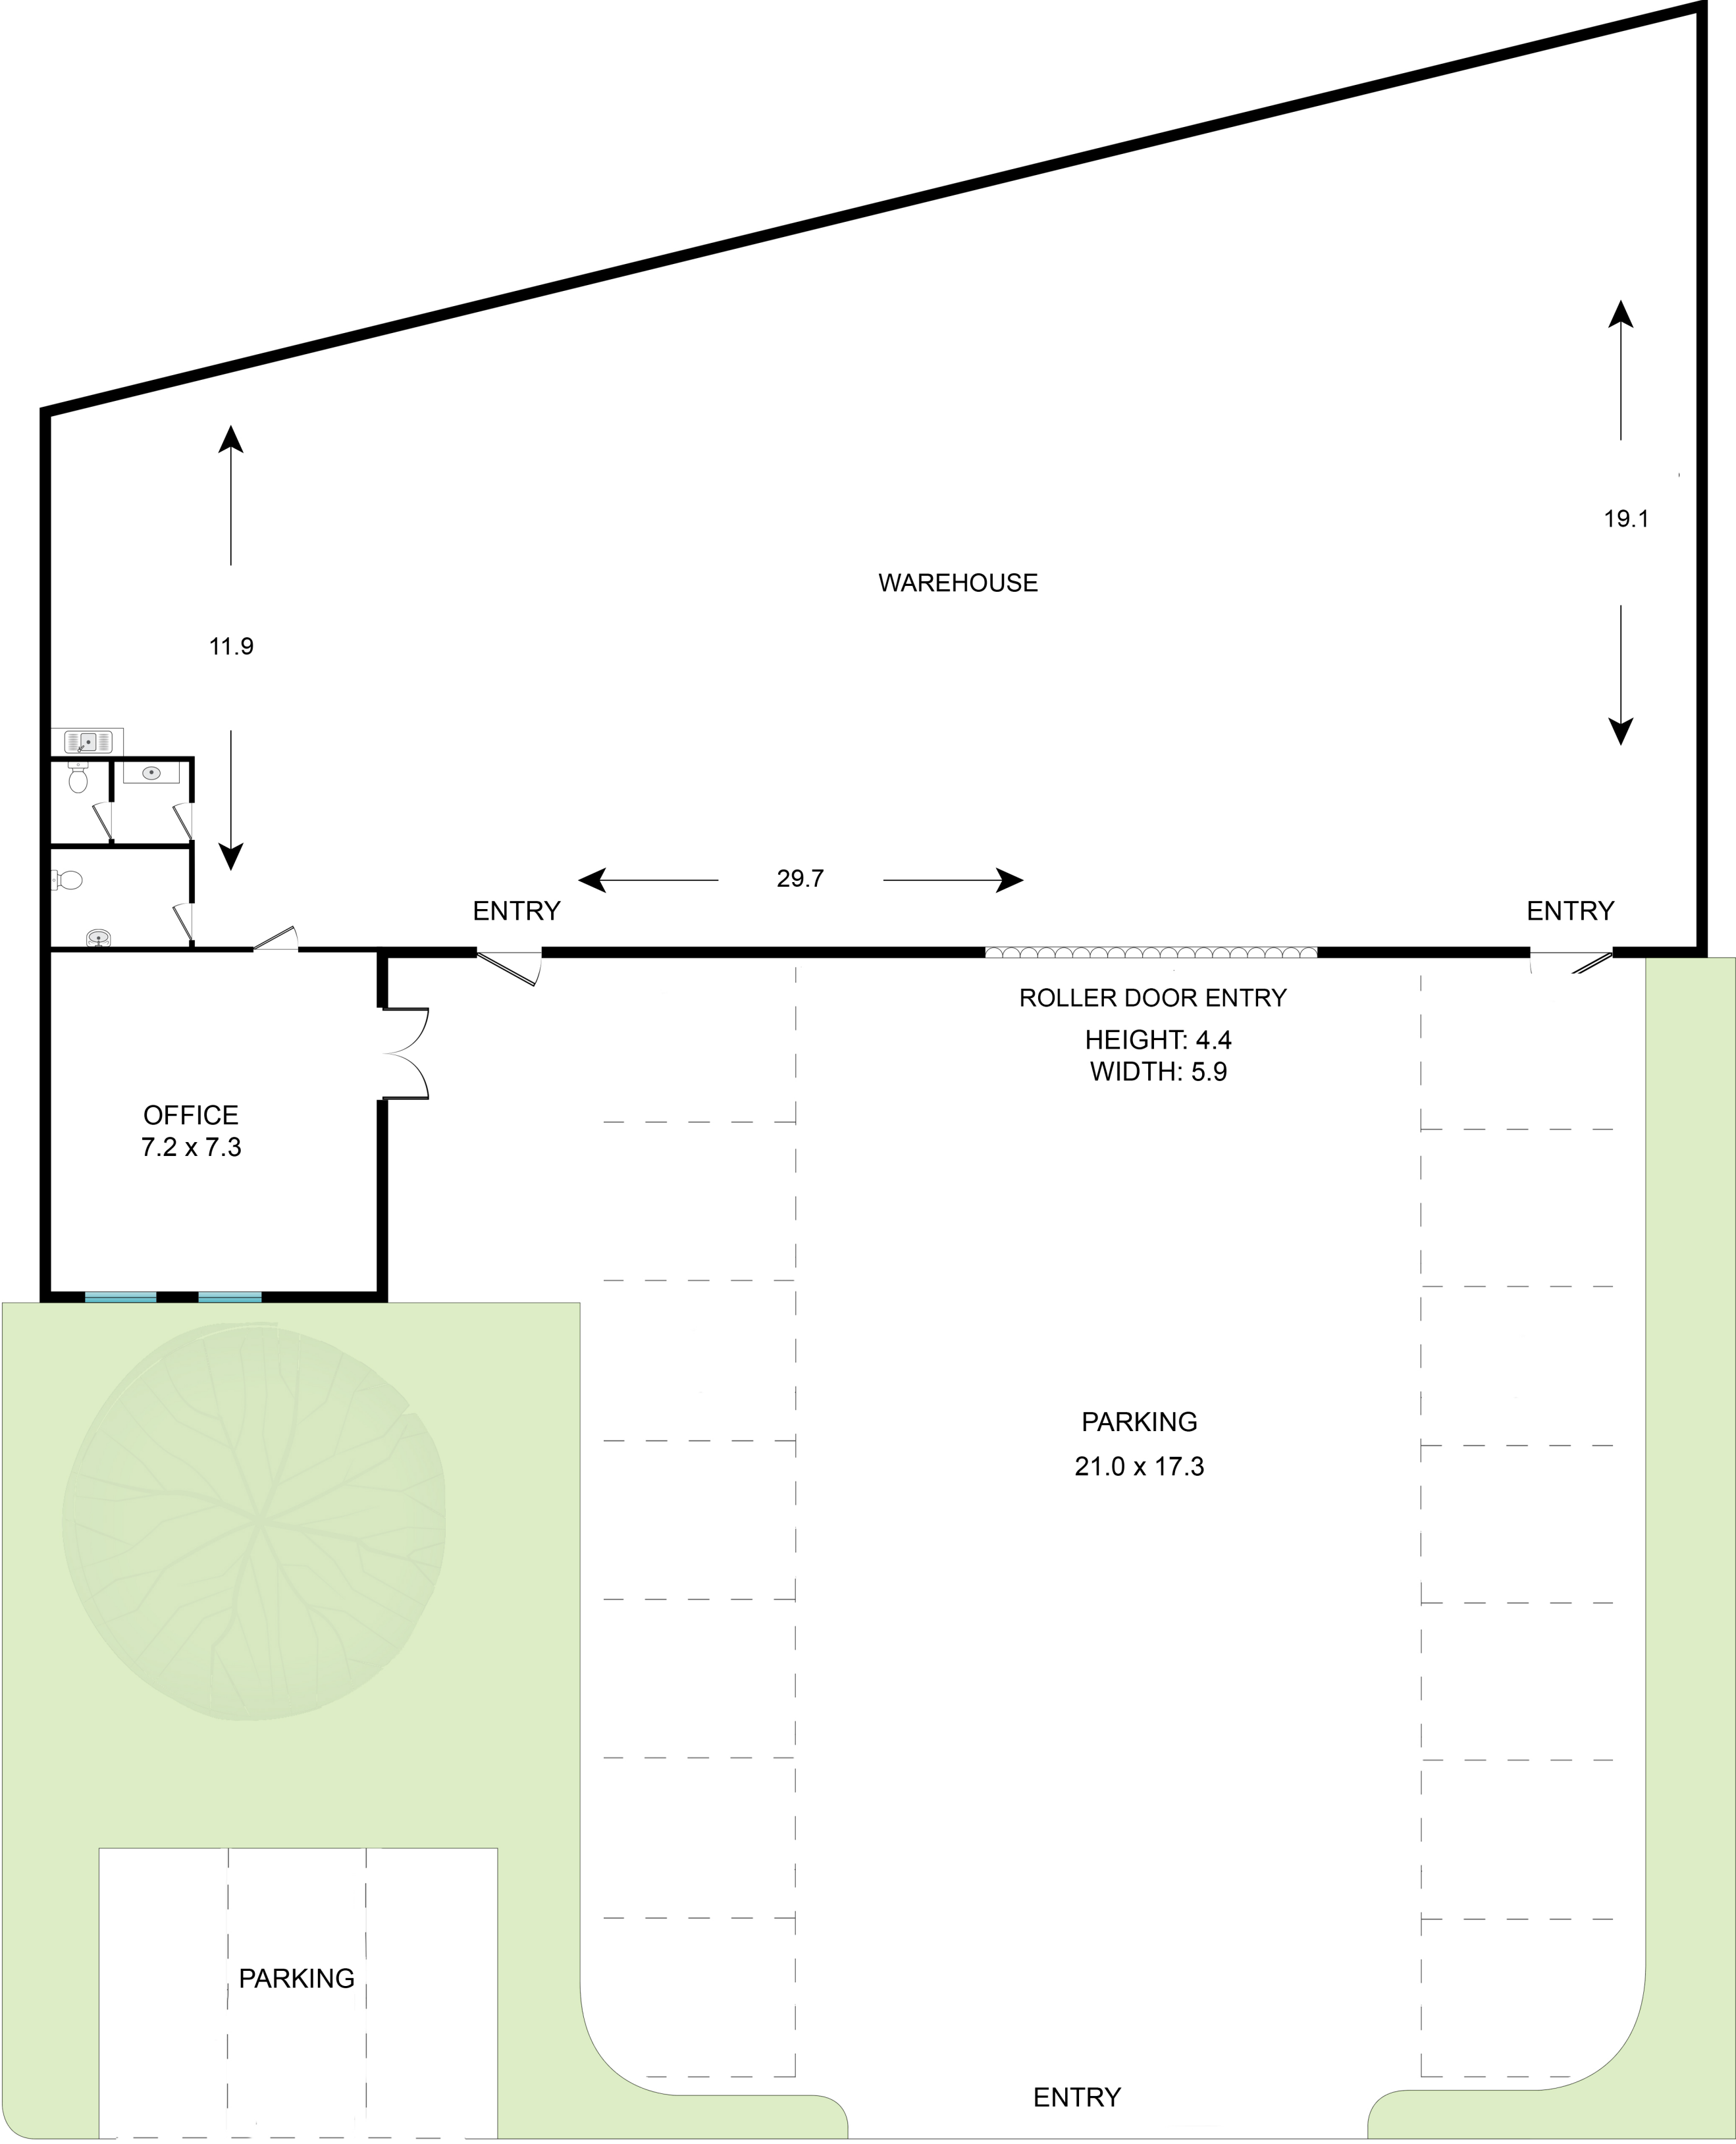 19.1
WAREHOUSE
11.9
29.7
ENTRY
ENTRY
ROLLER DOOR ENTRY
HEIGHT: 4.4
WIDTH: 5.9
OFFICE
7.2 x 7.3
PARKING
21.0 x 17.3
PARKING
ENTRY